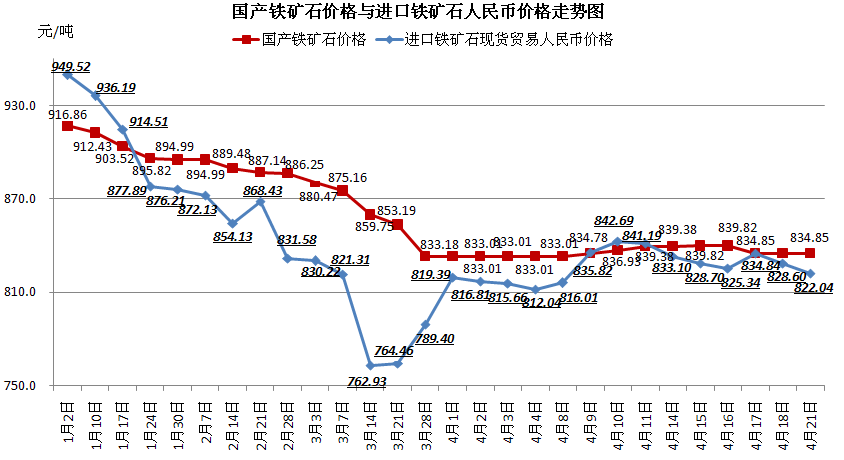 国产铁矿石价格与进口铁矿石人民币价格走势图
元/吨
国产铁矿石价格 进口铁矿石现货贸易人民币价格
949.52
936.19
930.0
916.86
914.51
912.43
903.52
894.99
895.82
894.99
889.48
887.14
886.25
880.47
875.16
877.89
876.21
872.13
870.0
868.43
859.75
853.19
854.13
842.69
841.19
839.38
839.82
831.58
830.22
821.31
833.18
833.01
833.01
833.01
833.01
833.01
834.78
836.93
839.38
839.82
834.85
834.85
819.39
816.81
815.66
812.04
816.01
835.82
833.10
828.70
825.34
834.84
828.60
822.04
810.0
789.40
764.46
762.93
750.0
1月2日
1月10日
1月17日
1月24日
1月30日
2月7日
2月14日
2月21日
2月28日
3月3日
3月7日
3月14日
3月21日
3月28日
4月1日
4月2日
4月3日
4月4日
4月8日
4月9日
4月10日
4月11日
4月14日
4月15日
4月16日
4月17日
4月18日
4月21日